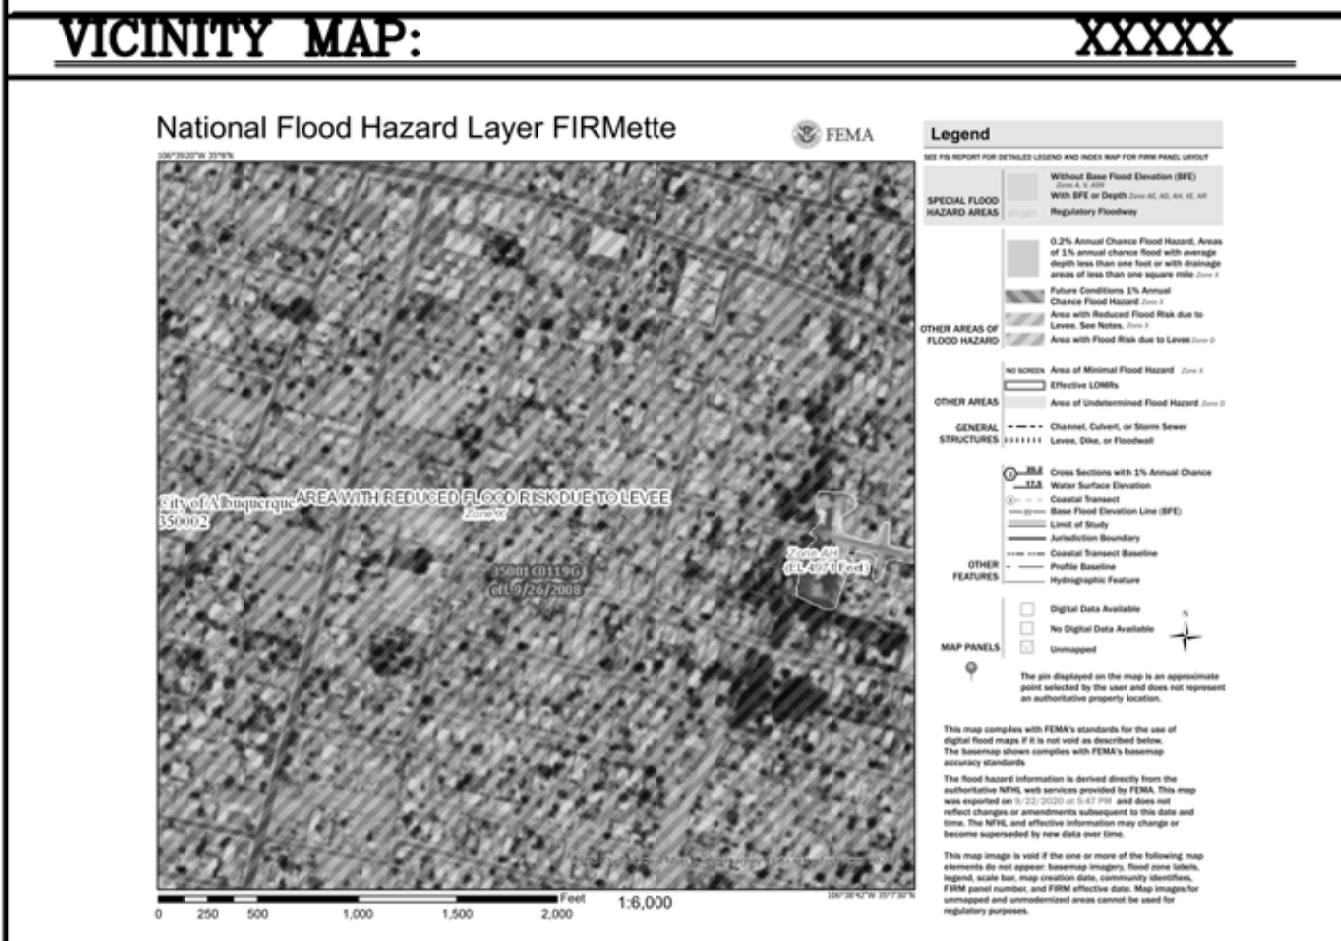 VICINITY MAP:
XXXXX
National Flood Hazard Layer FIRMette
FEMA
106°39'20"W 35°8'N
City of Albuquerque
350002
AREA WITH REDUCED FLOOD RISK DUE TO LEVEE
Zone X
35001C0119G
eff. 9/26/2008
Zone AH
(EL 4971 Feet)
106°38'42"W 35°7'30"N
Feet
1:6,000
0
250
500
1,000
1,500
2,000
Legend
SEE FIS REPORT FOR DETAILED LEGEND AND INDEX MAP FOR FIRM PANEL LAYOUT
SPECIAL FLOOD
HAZARD AREAS
Without Base Flood Elevation (BFE)
Zone A, V, A99
With BFE or Depth Zone AE, AO, AH, VE, AR
Regulatory Floodway
OTHER AREAS OF
FLOOD HAZARD
0.2% Annual Chance Flood Hazard, Areas
of 1% annual chance flood with average
depth less than one foot or with drainage
areas of less than one square mile Zone X
Future Conditions 1% Annual
Chance Flood Hazard Zone X
Area with Reduced Flood Risk due to
Levee. See Notes. Zone X
Area with Flood Risk due to Levee Zone D
OTHER AREAS
NO SCREEN Area of Minimal Flood Hazard Zone X
Effective LOMRs
Area of Undetermined Flood Hazard Zone D
GENERAL
STRUCTURES
Channel, Culvert, or Storm Sewer
Levee, Dike, or Floodwall
OTHER
FEATURES
20.2 Cross Sections with 1% Annual Chance
17.5 Water Surface Elevation
Coastal Transect
Base Flood Elevation Line (BFE)
Limit of Study
Jurisdiction Boundary
Coastal Transect Baseline
Profile Baseline
Hydrographic Feature
MAP PANELS
Digital Data Available
No Digital Data Available
Unmapped
N
The pin displayed on the map is an approximate
point selected by the user and does not represent
an authoritative property location.
This map complies with FEMA's standards for the use of
digital flood maps if it is not void as described below.
The basemap shown complies with FEMA's basemap
accuracy standards
The flood hazard information is derived directly from the
authoritative NFHL web services provided by FEMA. This map
was exported on 9/22/2020 at 5:47 PM and does not
reflect changes or amendments subsequent to this date and
time. The NFHL and effective information may change or
become superseded by new data over time.
This map image is void if the one or more of the following map
elements do not appear: basemap imagery, flood zone labels,
legend, scale bar, map creation date, community identifiers,
FIRM panel number, and FIRM effective date. Map images for
unmapped and unmodernized areas cannot be used for
regulatory purposes.